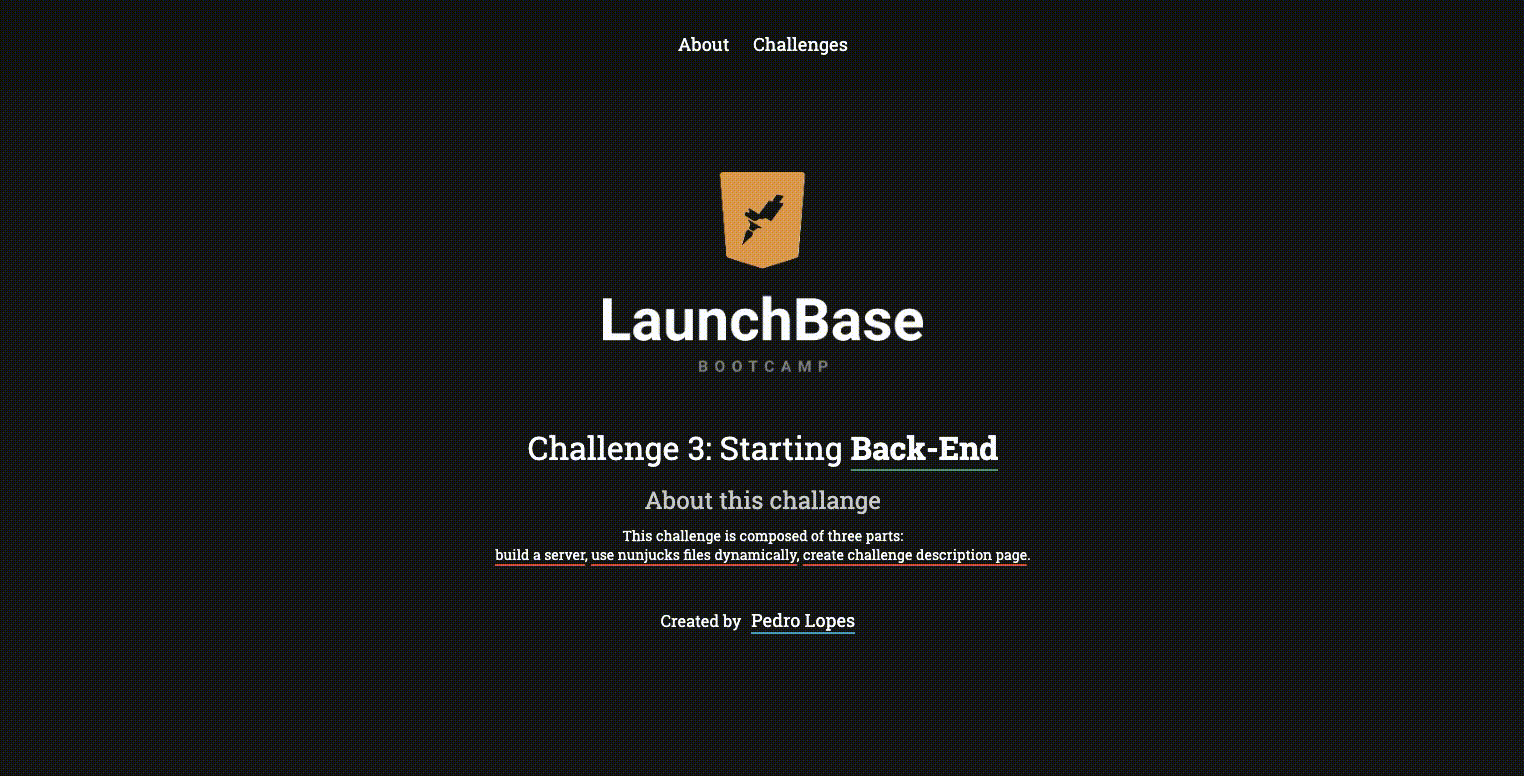 About Challenges
LaunchBase
BOOTCAMP
Challenge 3: Starting Back-End
About this challange
This challenge is composed of three parts:
build a server, use nunjucks files dynamically, create challenge description page.
Created by Pedro Lopes